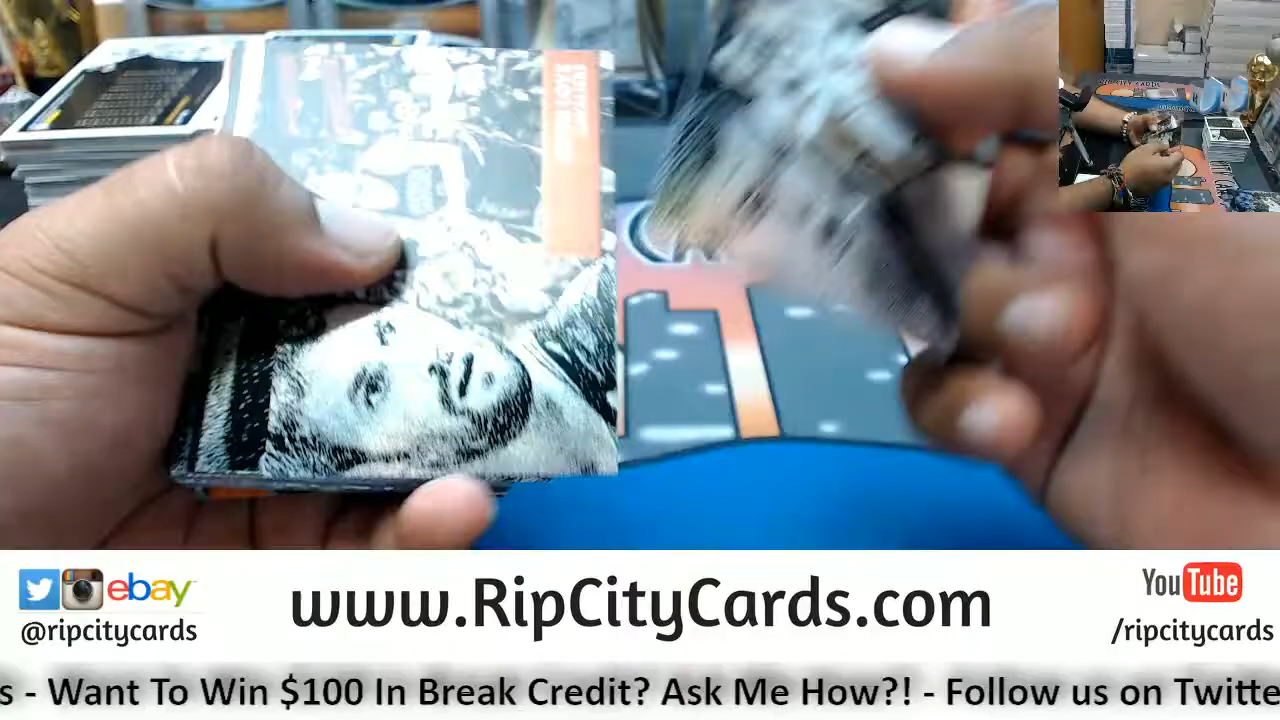 ebay
@ripcitycards
www.RipCityCards.com
YouTube
/ripcitycards
s - Want To Win $100 In Break Credit? Ask Me How?! - Follow us on Twitte